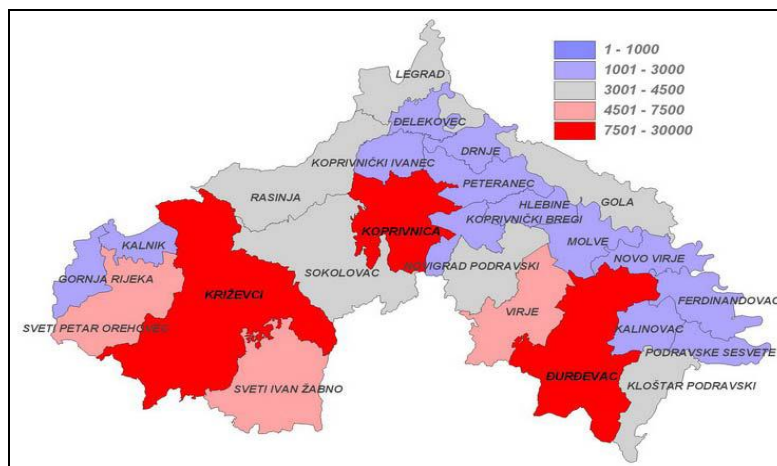 1 - 1000
1001 - 3000
3001 - 4500
4501 - 7500
7501 - 30000
LEGRAD
ĐELEKOVEC
DRNJE
KOPRIVNIČKI IVANEC
PETERANEC
RASINJA
HLEBINE
GOLA
KOPRIVNIČKI BREGI
KOPRIVNICA
MOLVE
KALNIK
NOVO VIRJE
NOVIGRAD PODRAVSKI
SOKOLOVAC
GORNJA RIJEKA
KRIŽEVCI
FERDINANDOVAC
VIRJE
SVETI PETAR OREHOVEC
KALINOVAC
PODRAVSKE SESVETE
ĐURĐEVAC
SVETI IVAN ŽABNO
KLOŠTAR PODRAVSKI